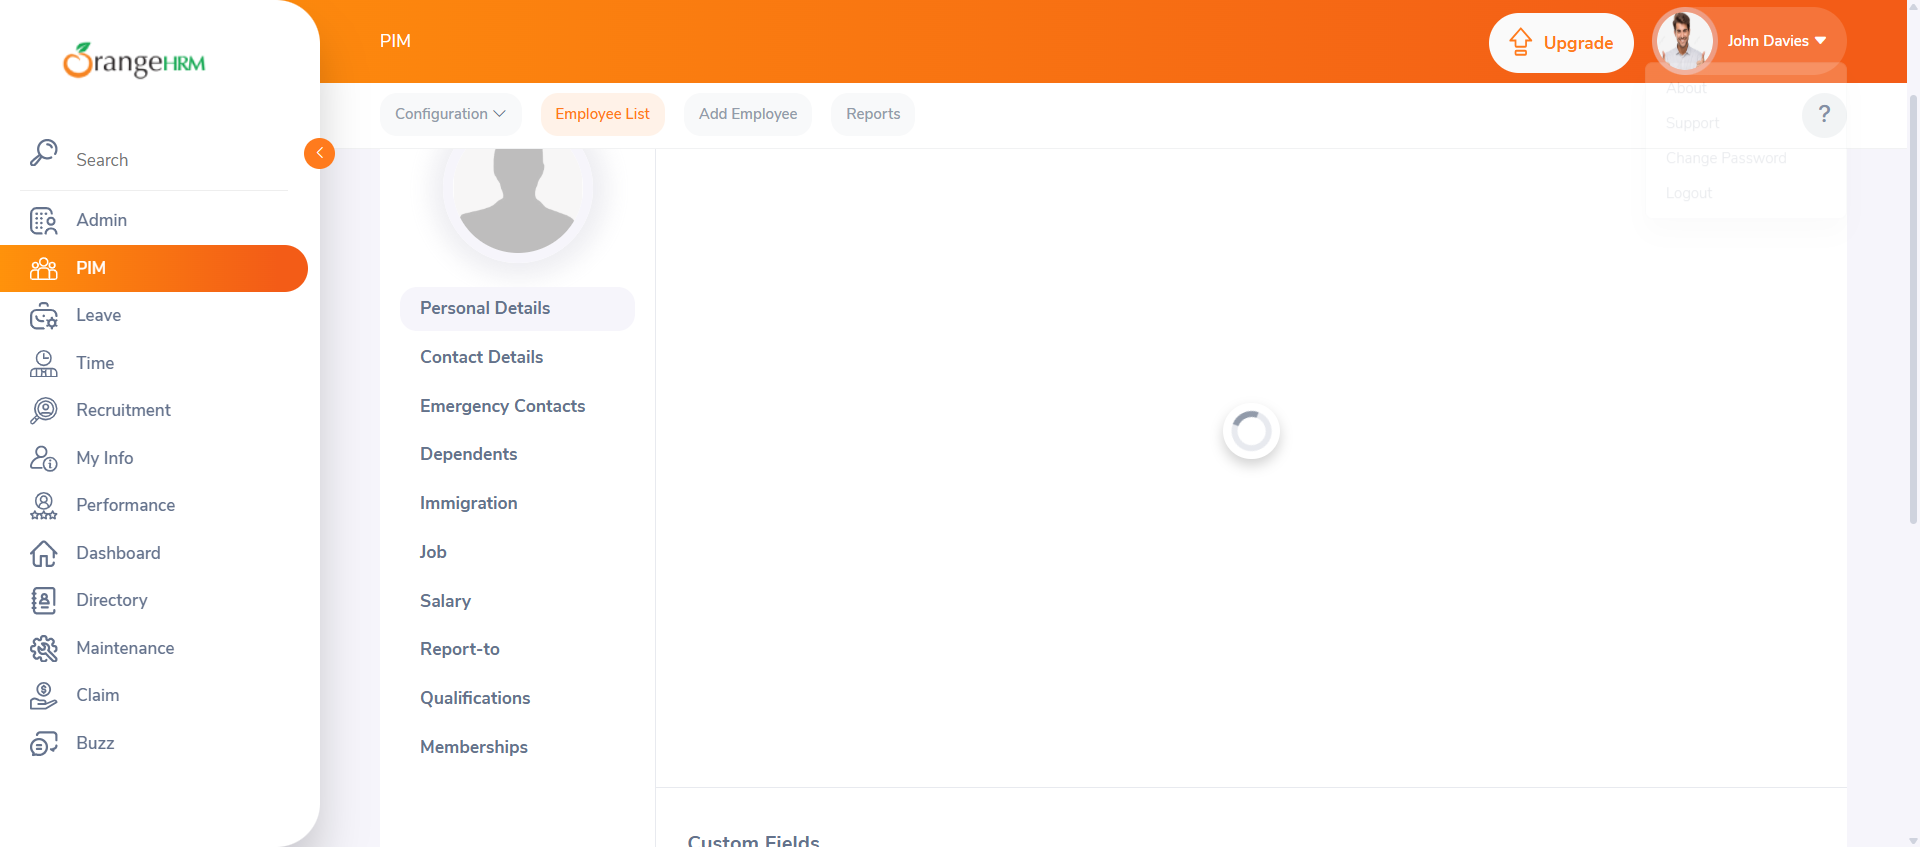 OrangeHRM
Search
Admin
PIM
Leave
Time
Recruitment
My Info
Performance
Dashboard
Directory
Maintenance
Claim
Buzz
PIM
Upgrade
John Davies
Configuration
Employee List
Add Employee
Reports
?
About
Support
Change Password
Logout
Personal Details
Contact Details
Emergency Contacts
Dependents
Immigration
Job
Salary
Report-to
Qualifications
Memberships
Custom Fields